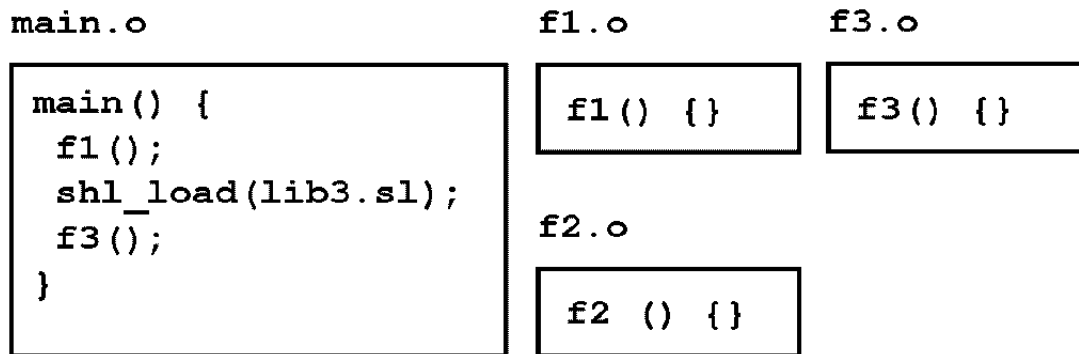 main.o
main() {
f1();
shl_load(lib3.sl);
f3();
}
f1.o
f1() {}
f3.o
f3() {}
f2.o
f2 () {}